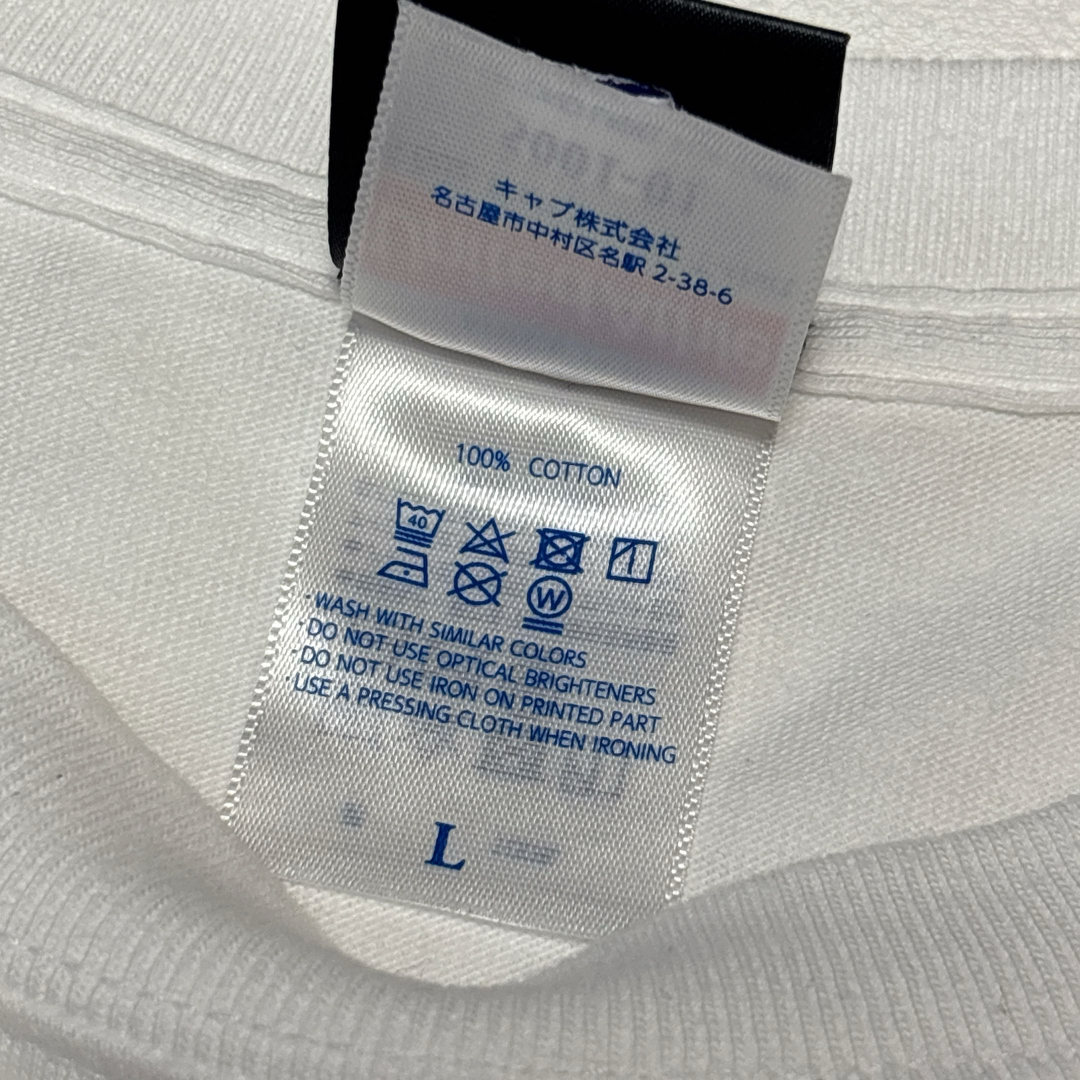 キャブ株式会社
名古屋市中村区名駅 2-38-6
100% COTTON
40
W
・WASH WITH SIMILAR COLORS
・DO NOT USE OPTICAL BRIGHTENERS
・DO NOT USE IRON ON PRINTED PART
・USE A PRESSING CLOTH WHEN IRONING
L